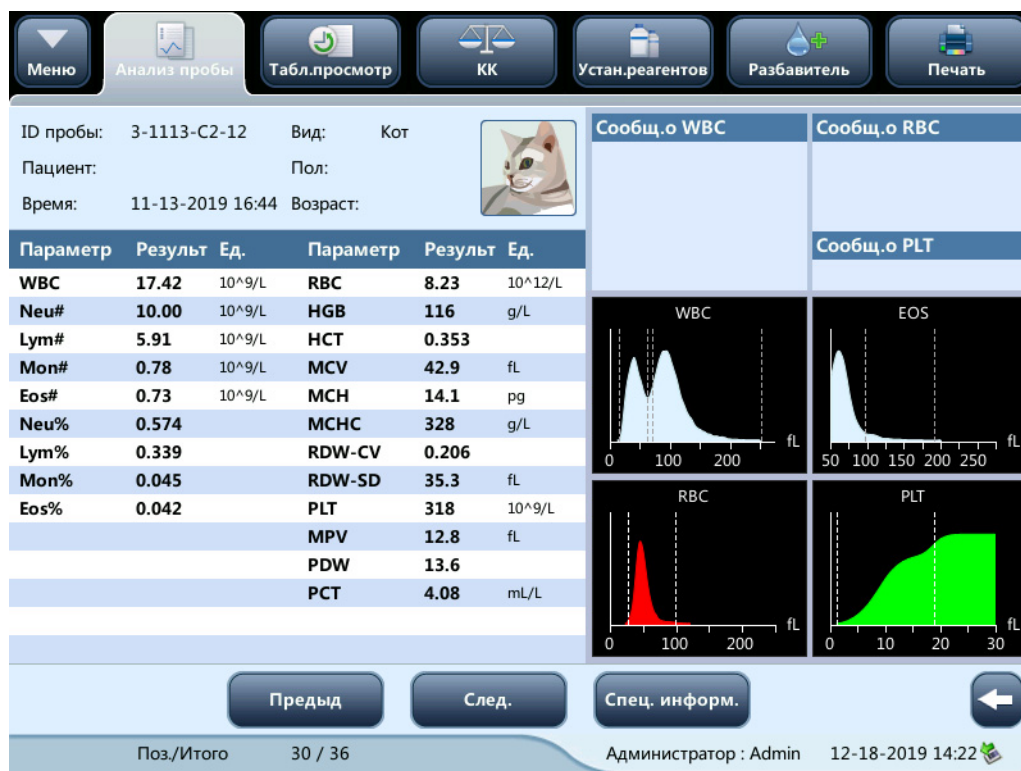 Меню Анализ пробы Табл.просмотр КК Устан.реагентов Разбавитель Печать
ID пробы: 3-1113-C2-12 Вид: Кот
Пациент: Пол:
Время: 11-13-2019 16:44 Возраст:
Сообщ.о WBC Сообщ.о RBC
Сообщ.о PLT
Параметр Результ Ед. Параметр Результ Ед.
WBC 17.42 10^9/L RBC 8.23 10^12/L
Neu# 10.00 10^9/L HGB 116 g/L
Lym# 5.91 10^9/L HCT 0.353
Mon# 0.78 10^9/L MCV 42.9 fL
Eos# 0.73 10^9/L MCH 14.1 pg
Neu% 0.574 MCHC 328 g/L
Lym% 0.339 RDW-CV 0.206
Mon% 0.045 RDW-SD 35.3 fL
Eos% 0.042 PLT 318 10^9/L
MPV 12.8 fL
PDW 13.6
PCT 4.08 mL/L
WBC EOS
fL fL
0 100 200 50 100 150 200 250
RBC PLT
fL fL
0 100 200 0 10 20 30
Предыд След. Спец. информ.
Поз./Итого 30 / 36 Администратор : Admin 12-18-2019 14:22